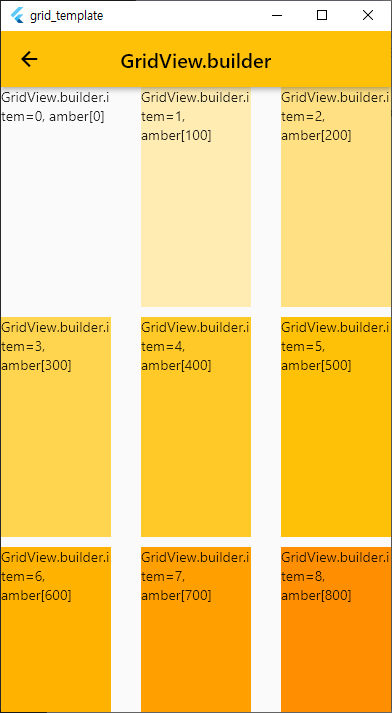 grid_template
GridView.builder
GridView.builder.i
tem=0, amber[0]
GridView.builder.i
tem=1,
amber[100]
GridView.builder.i
tem=2,
amber[200]
GridView.builder.i
tem=3,
amber[300]
GridView.builder.i
tem=4,
amber[400]
GridView.builder.i
tem=5,
amber[500]
GridView.builder.i
tem=6,
amber[600]
GridView.builder.i
tem=7,
amber[700]
GridView.builder.i
tem=8,
amber[800]